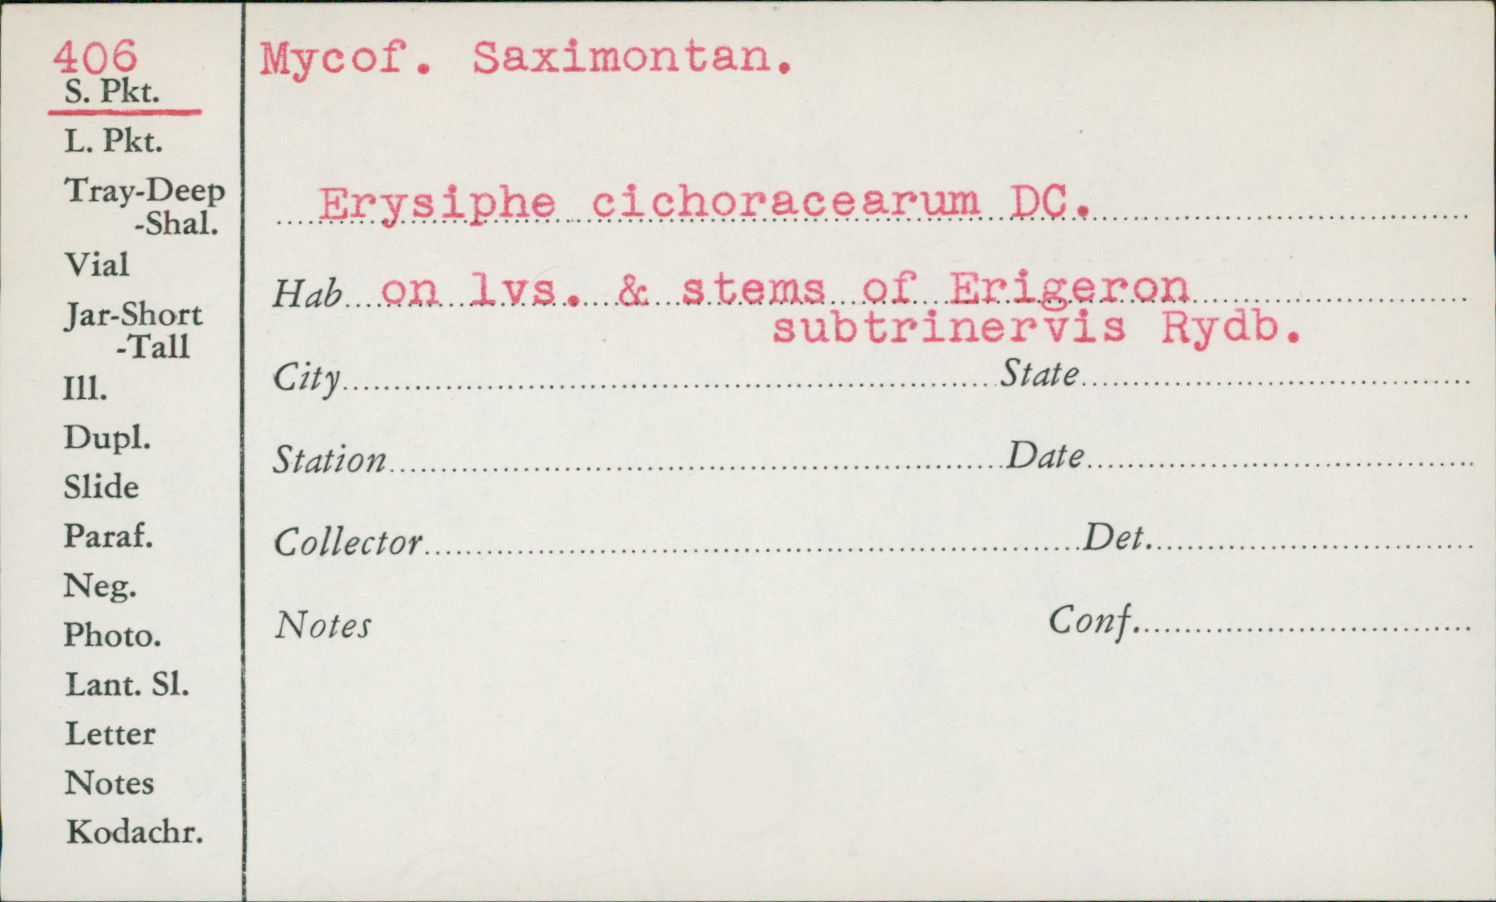 406
S. Pkt.
L. Pkt.
Tray-Deep
-Shal.
Vial
Jar-Short
-Tall
Ill.
Dupl.
Slide
Paraf.
Neg.
Photo.
Lant. Sl.
Letter
Notes
Kodachr.
Mycof. Saximontan.
Erysiphe cichoracearum DC.
Hab on lvs. & stems of Erigeron
subtrinervis Rydb.
City State
Station Date
Collector Det.
Notes Conf.